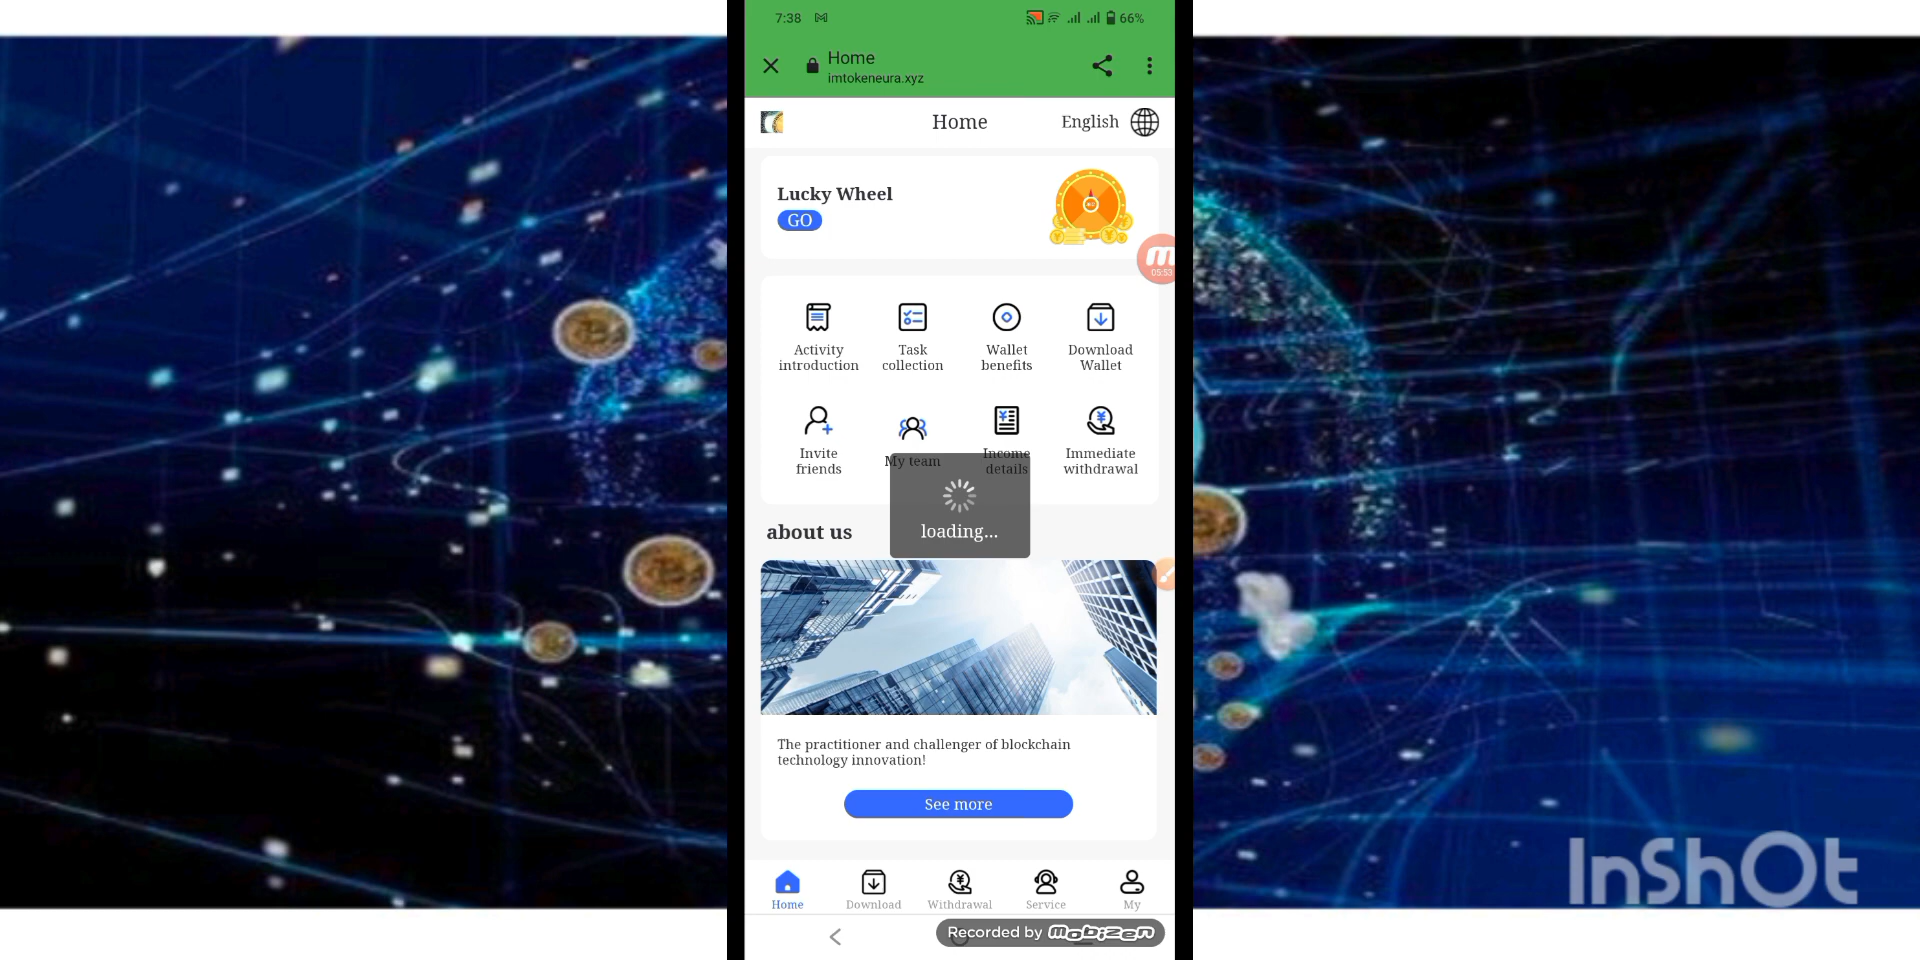 7:38
66%
Home
imtokeneura.xyz
Home
English
Lucky Wheel
GO
05:53
Activity
introduction
Task
collection
Wallet
benefits
Download
Wallet
Invite
friends
My team
Income
details
Immediate
withdrawal
loading...
about us
The practitioner and challenger of blockchain
technology innovation!
See more
Home
Download
Withdrawal
Service
My
Recorded by mobizen
InShOt